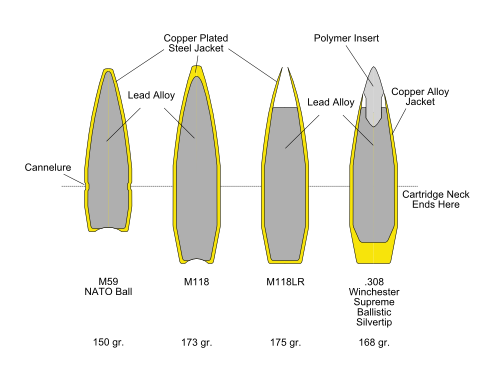 Copper Plated
Steel Jacket
Polymer Insert
Lead Alloy
Lead Alloy
Copper Alloy
Jacket
Cannelure
Cartridge Neck
Ends Here
M59
NATO Ball
M118
M118LR
.308
Winchester
Supreme
Ballistic
Silvertip
150 gr.
173 gr.
175 gr.
168 gr.